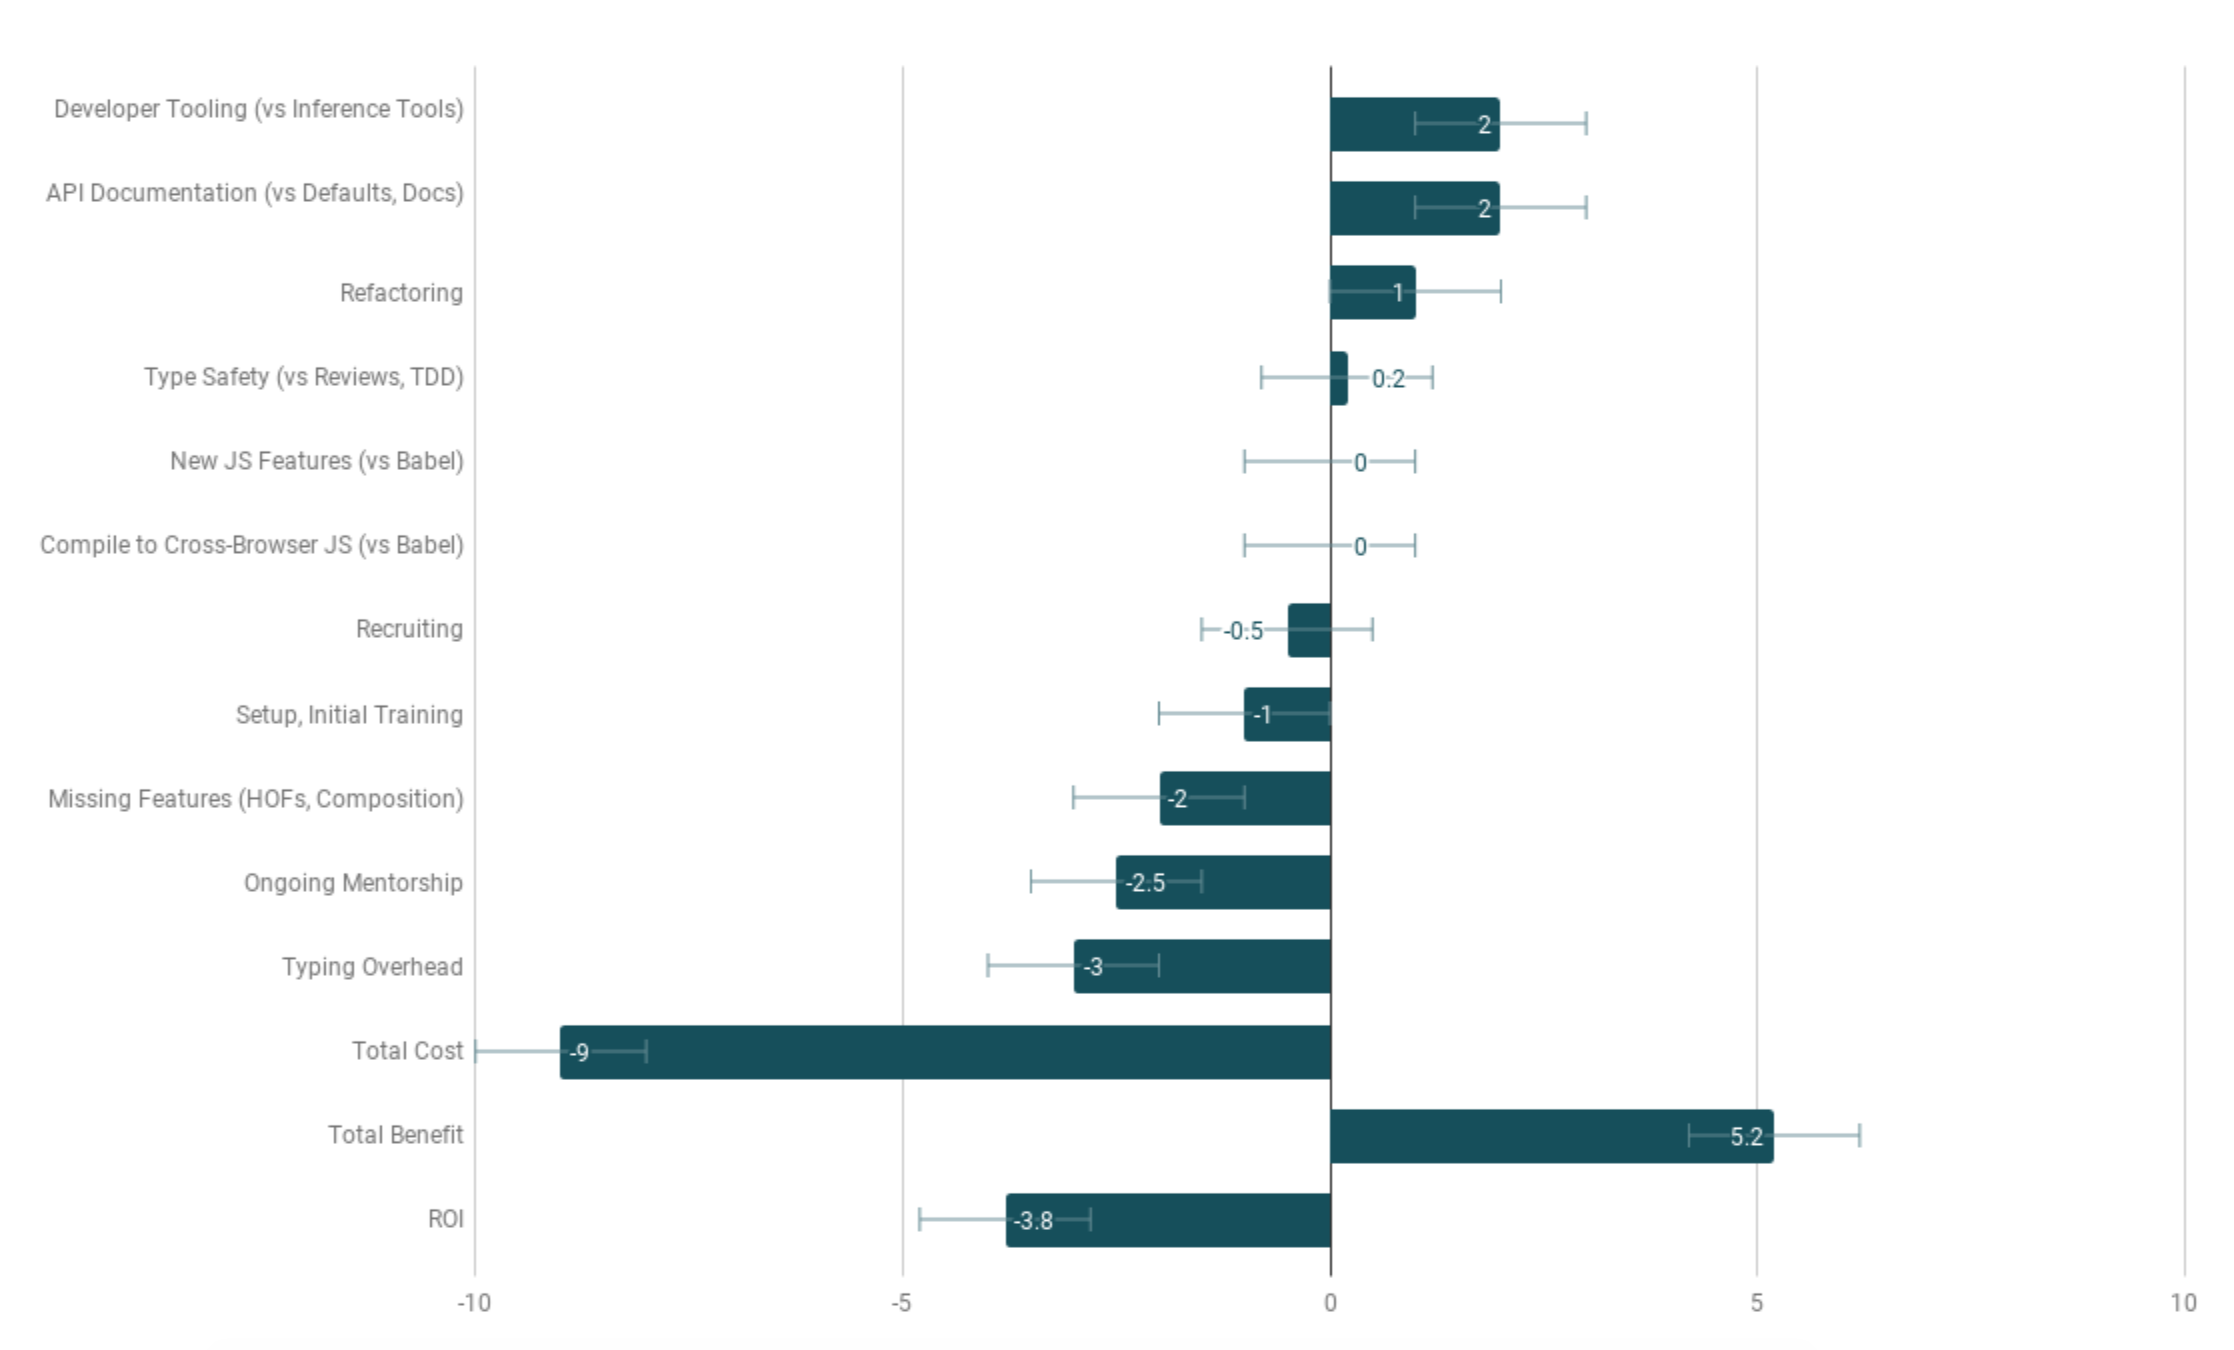 Developer Tooling (vs Inference Tools)
2
API Documentation (vs Defaults, Docs)
2
Refactoring
1
Type Safety (vs Reviews, TDD)
0.2
New JS Features (vs Babel)
0
Compile to Cross-Browser JS (vs Babel)
0
Recruiting
-0.5
Setup, Initial Training
-1
Missing Features (HOFs, Composition)
-2
Ongoing Mentorship
-2.5
Typing Overhead
-3
Total Cost
-9
Total Benefit
5.2
ROI
-3.8
-10 -5 0 5 10